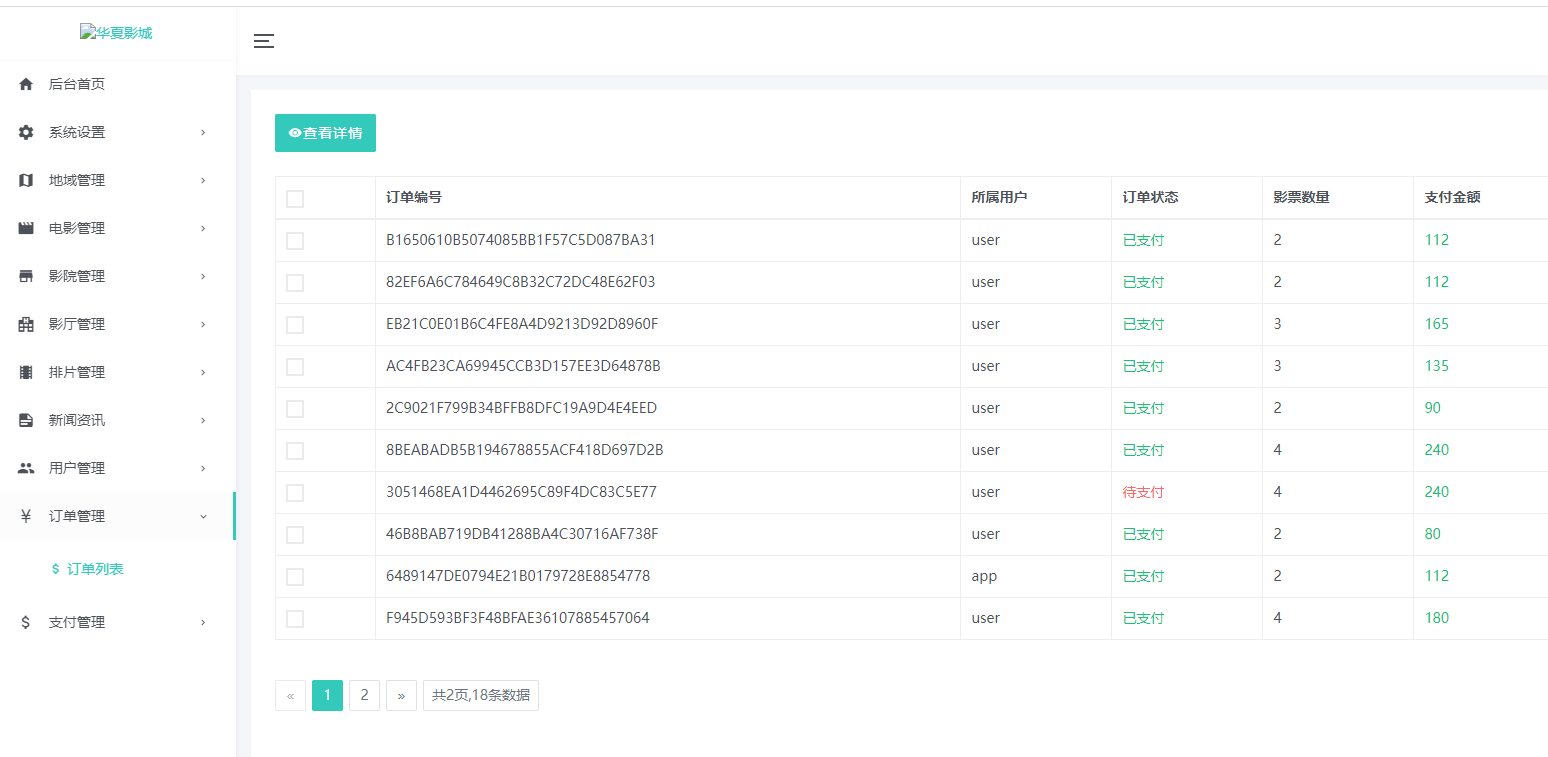 华夏影城
后台首页
系统设置
地域管理
电影管理
影院管理
影厅管理
排片管理
新闻资讯
用户管理
¥ 订单管理
$ 订单列表
$ 支付管理
查看详情
订单编号 所属用户 订单状态 影票数量 支付金额
B1650610B5074085BB1F57C5D087BA31 user 已支付 2 112
82EF6A6C784649C8B32C72DC48E62F03 user 已支付 2 112
EB21C0E01B6C4FE8A4D9213D92D8960F user 已支付 3 165
AC4FB23CA69945CCB3D157EE3D64878B user 已支付 3 135
2C9021F799B34BFFB8DFC19A9D4E4EED user 已支付 2 90
8BEABADB5B194678855ACF418D697D2B user 已支付 4 240
3051468EA1D4462695C89F4DC83C5E77 user 待支付 4 240
46B8BAB719DB41288BA4C30716AF738F user 已支付 2 80
6489147DE0794E21B0179728E8854778 app 已支付 2 112
F945D593BF3F48BFAE36107885457064 user 已支付 4 180
« 1 2 » 共2页,18条数据